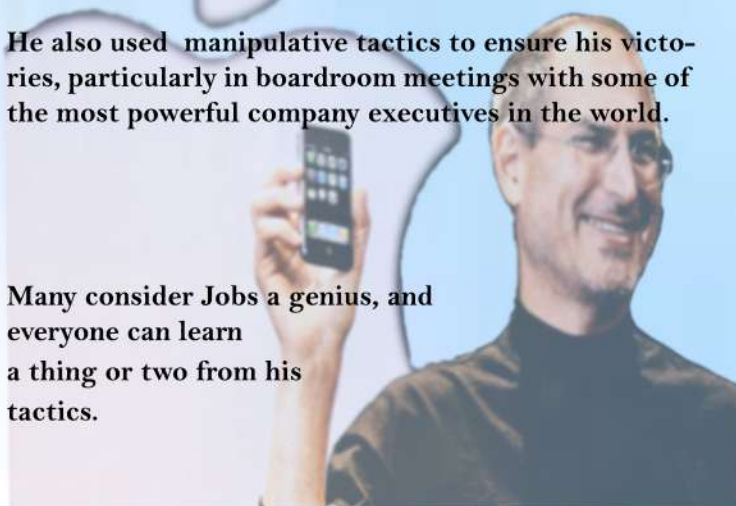 He also used  manipulative tactics to ensure his victo-
ries, particularly in boardroom meetings with some of
the most powerful company executives in the world.
Many consider Jobs a genius, and
everyone can learn
a thing or two from his
tactics.